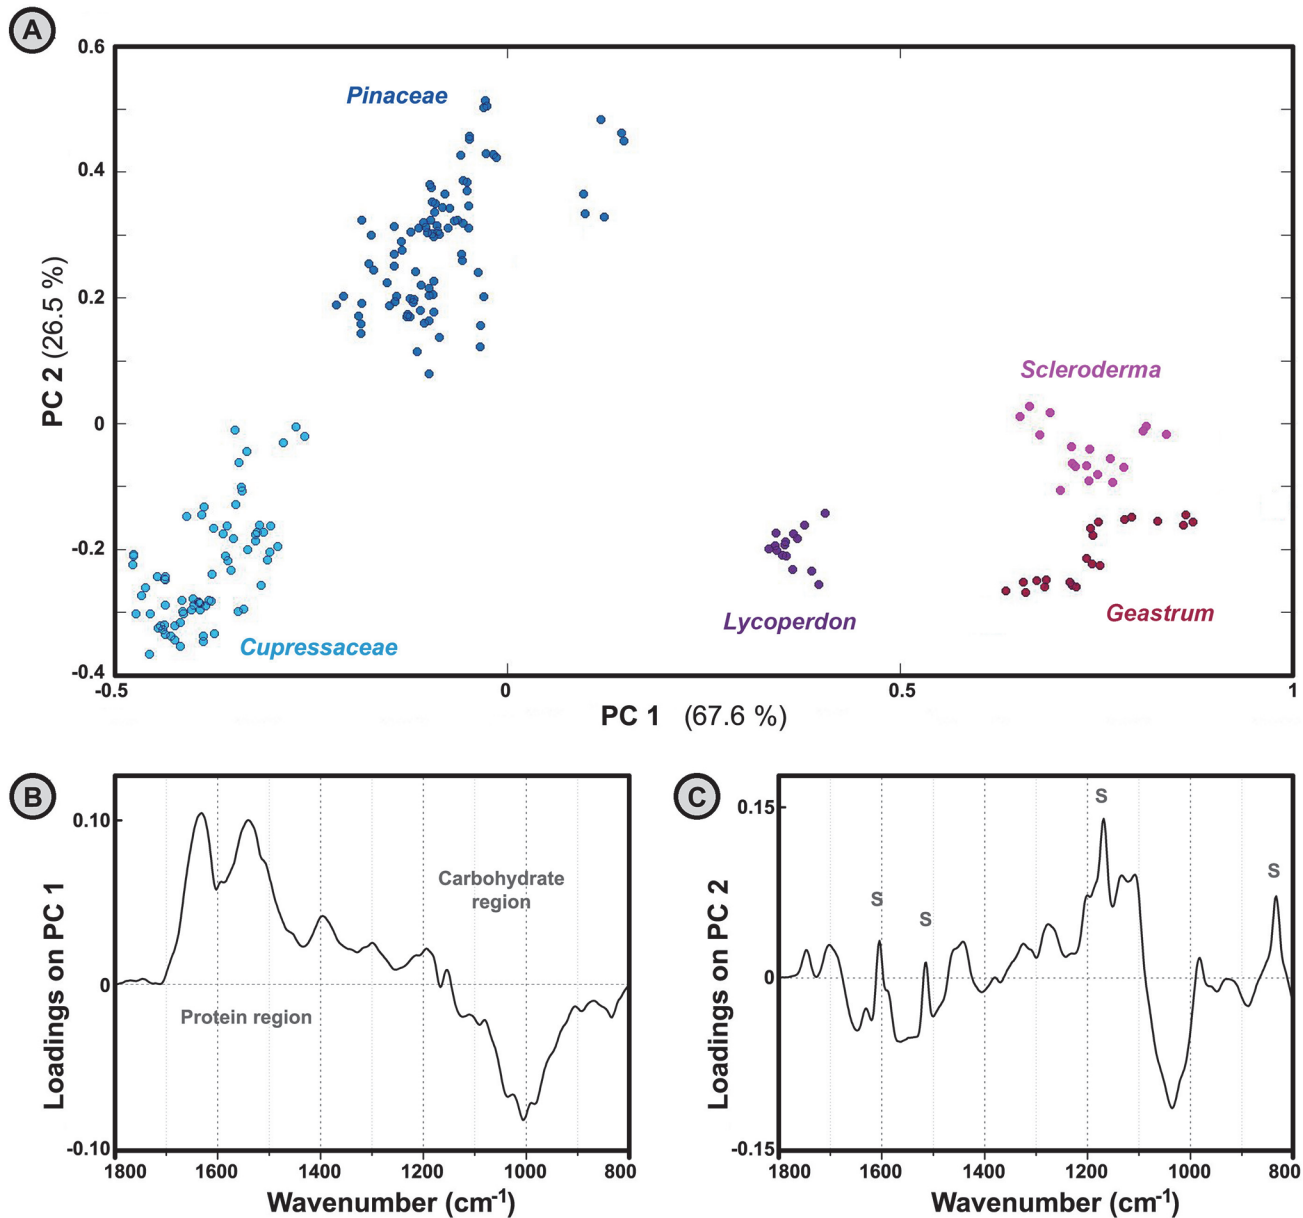 A
0.6
Pinaceae
0.4
0.2
PC 2 (26.5 %)
Scleroderma
0
-0.2
Lycoperdon
Geastrum
Cupressaceae
-0.4
-0.5 0 0.5 1
PC 1 (67.6 %)
B
0.10
Carbohydrate
region
Loadings on PC 1
0
Protein region
-0.10
1800 1600 1400 1200 1000 800
Wavenumber (cm-1)
C
0.15
S
S
S
S
Loadings on PC 2
0
-0.15
1800 1600 1400 1200 1000 800
Wavenumber (cm-1)